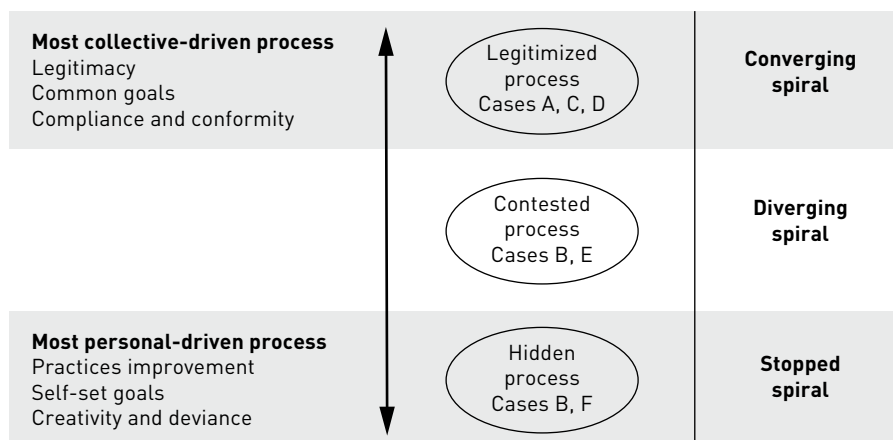 Most collective-driven process
Legitimacy
Common goals
Compliance and conformity
Legitimized
process
Cases A, C, D
Converging
spiral
Contested
process
Cases B, E
Diverging
spiral
Most personal-driven process
Practices improvement
Self-set goals
Creativity and deviance
Hidden
process
Cases B, F
Stopped
spiral